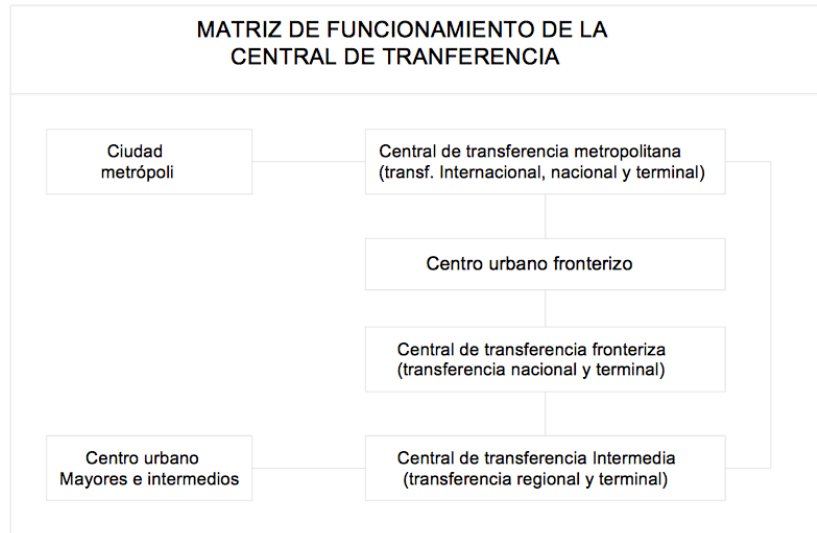 MATRIZ DE FUNCIONAMIENTO DE LA
CENTRAL DE TRANFERENCIA
Ciudad
metrópoli
Central de transferencia metropolitana
(transf. Internacional, nacional y terminal)
Centro urbano fronterizo
Central de transferencia fronteriza
(transferencia nacional y terminal)
Centro urbano
Mayores e intermedios
Central de transferencia Intermedia
(transferencia regional y terminal)